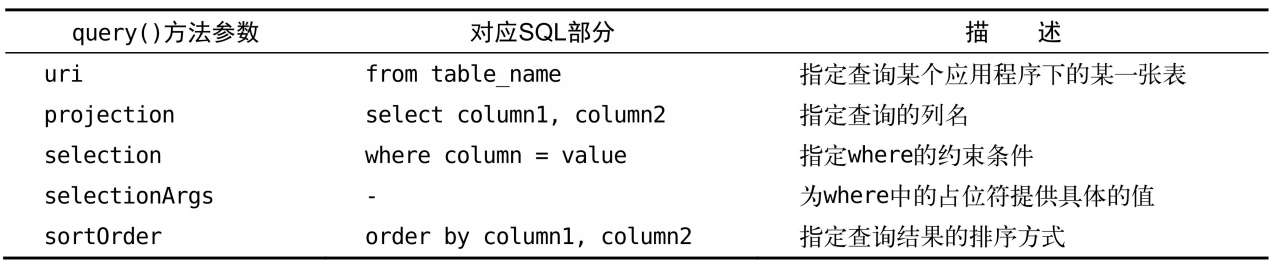 query()方法参数 对应SQL部分 描 述
uri from table_name 指定查询某个应用程序下的某一张表
projection select column1, column2 指定查询的列名
selection where column = value 指定where的约束条件
selectionArgs - 为where中的占位符提供具体的值
sortOrder order by column1, column2 指定查询结果的排序方式